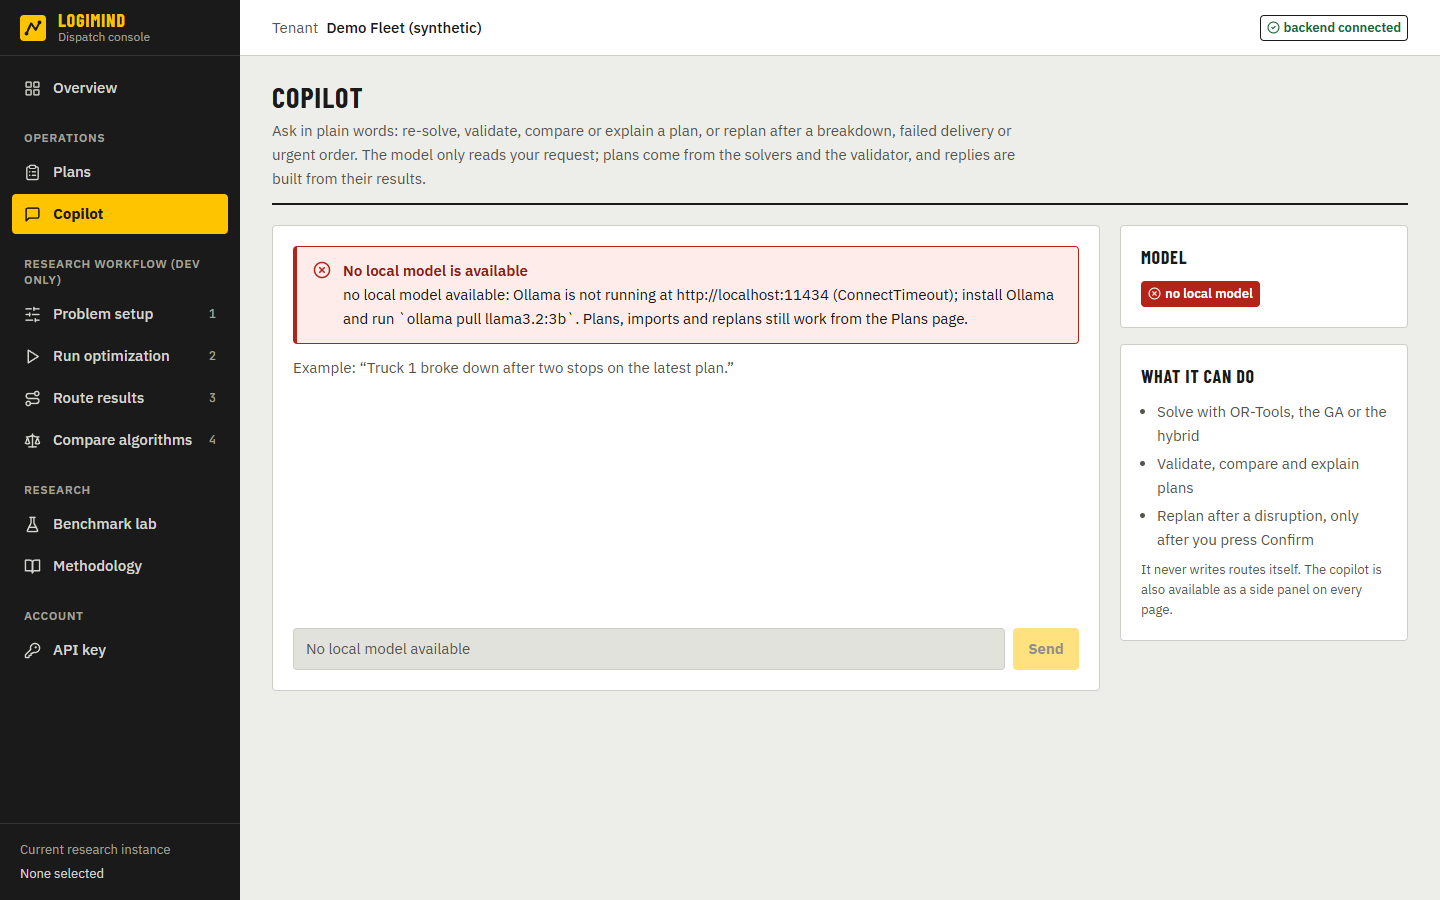 LOGIMIND
Dispatch console
Overview
OPERATIONS
Plans
Copilot
RESEARCH WORKFLOW (DEV
ONLY)
Problem setup 1
Run optimization 2
Route results 3
Compare algorithms 4
RESEARCH
Benchmark lab
Methodology
ACCOUNT
API key
Current research instance
None selected
Tenant Demo Fleet (synthetic)
backend connected
COPILOT
Ask in plain words: re-solve, validate, compare or explain a plan, or replan after a breakdown, failed delivery or
urgent order. The model only reads your request; plans come from the solvers and the validator, and replies are
built from their results.
No local model is available
no local model available: Ollama is not running at http://localhost:11434 (ConnectTimeout); install Ollama
and run `ollama pull llama3.2:3b`. Plans, imports and replans still work from the Plans page.
Example: “Truck 1 broke down after two stops on the latest plan.”
No local model available
Send
MODEL
no local model
WHAT IT CAN DO
• Solve with OR-Tools, the GA or the
hybrid
• Validate, compare and explain
plans
• Replan after a disruption, only
after you press Confirm
It never writes routes itself. The copilot is
also available as a side panel on every
page.